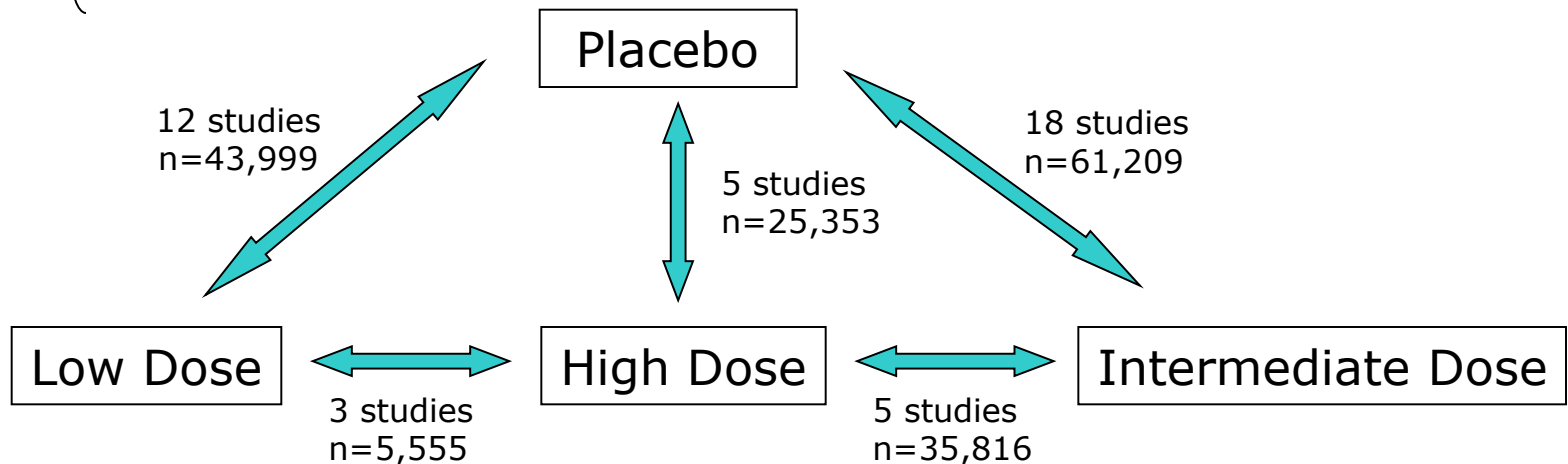 Placebo
12 studies
n=43,999
18 studies
n=61,209
5 studies
n=25,353
Low Dose
High Dose
Intermediate Dose
3 studies
n=5,555
5 studies
n=35,816